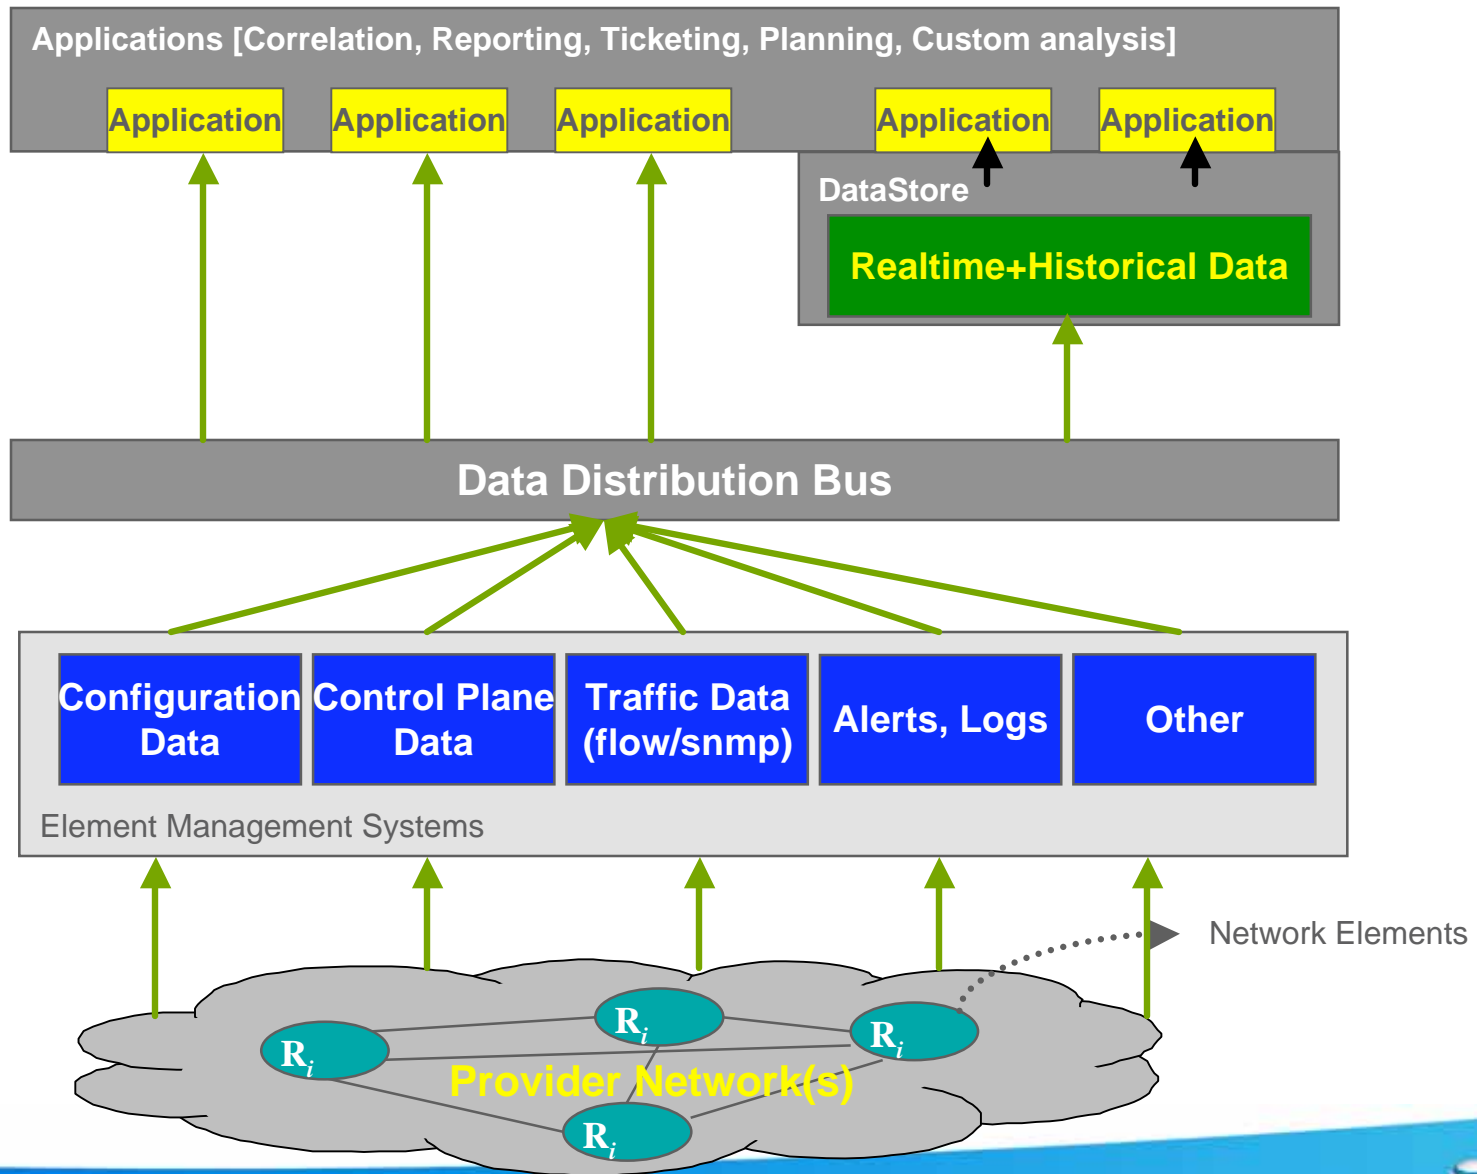 Applications [Correlation, Reporting, Ticketing, Planning, Custom analysis]
Application
Application
Application
Application
Application
DataStore
Realtime+Historical Data
Data Distribution Bus
Configuration
Data
Control Plane
Data
Traffic Data
(flow/snmp)
Alerts, Logs
Other
Element Management Systems
Network Elements
Ri
Ri
Ri
Provider Network(s)
Ri